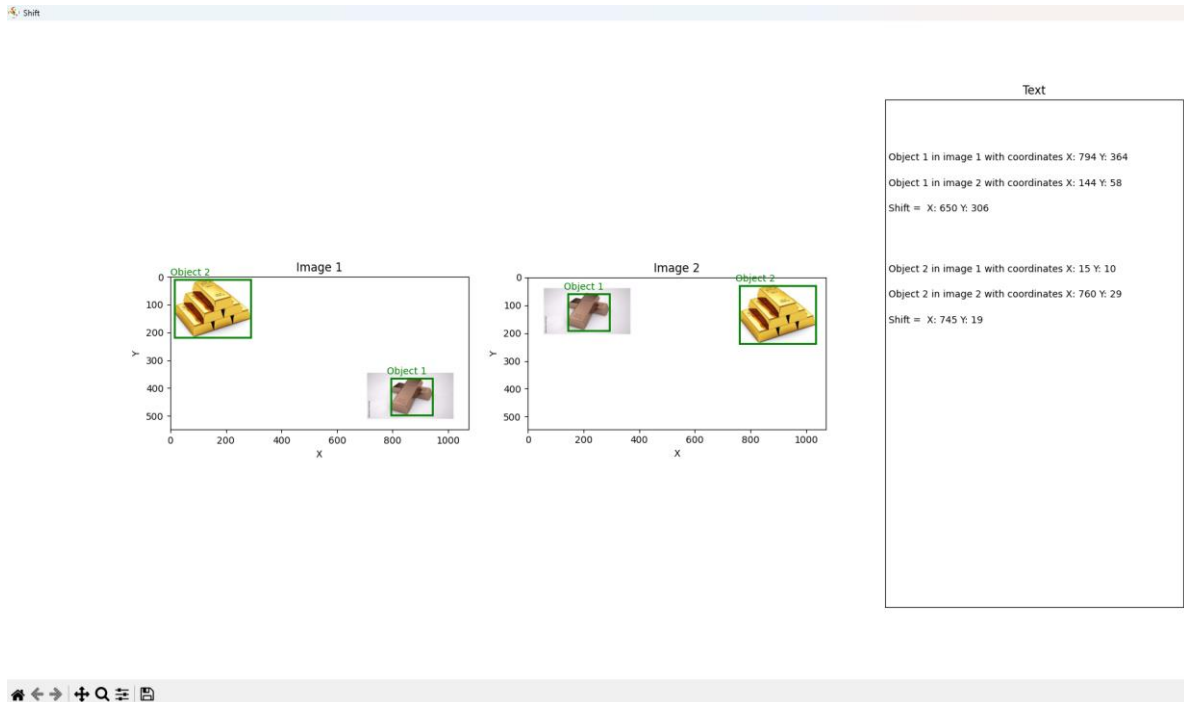 Shift
Image 1
Object 2
0
100
200
300
400
500
Y
Object 1
0 200 400 600 800 1000
X
Image 2
Object 1
Object 2
0
100
200
300
400
500
Y
0 200 400 600 800 1000
X
Text
Object 1 in image 1 with coordinates X: 794 Y: 364
Object 1 in image 2 with coordinates X: 144 Y: 58
Shift = X: 650 Y: 306
Object 2 in image 1 with coordinates X: 15 Y: 10
Object 2 in image 2 with coordinates X: 760 Y: 29
Shift = X: 745 Y: 19